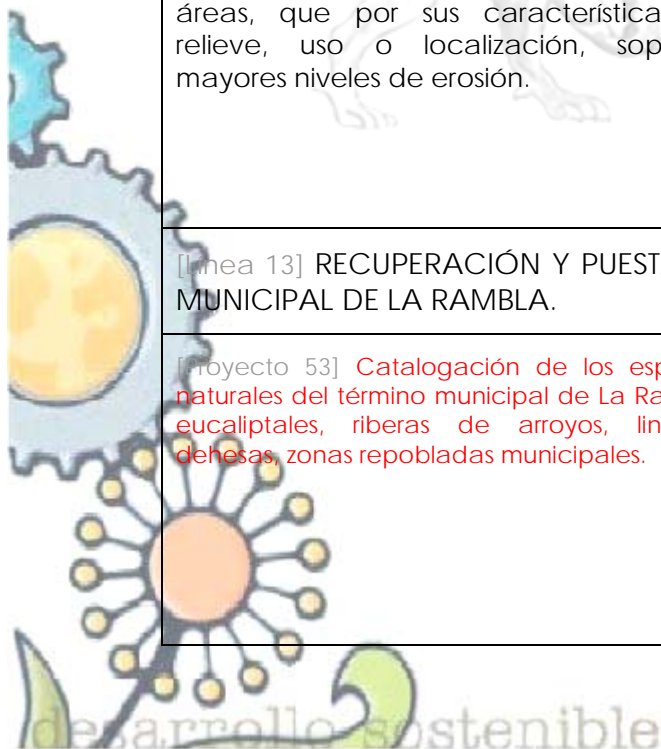 áreas, que por sus característica
relieve, uso o localización, sop
mayores niveles de erosión.
[Línea 13] RECUPERACIÓN Y PUEST
MUNICIPAL DE LA RAMBLA.
[Proyecto 53] Catalogación de los esp
naturales del término municipal de La Ra
eucaliptales, riberas de arroyos, lin
dehesas, zonas repobladas municipales.
desarrollo sostenible